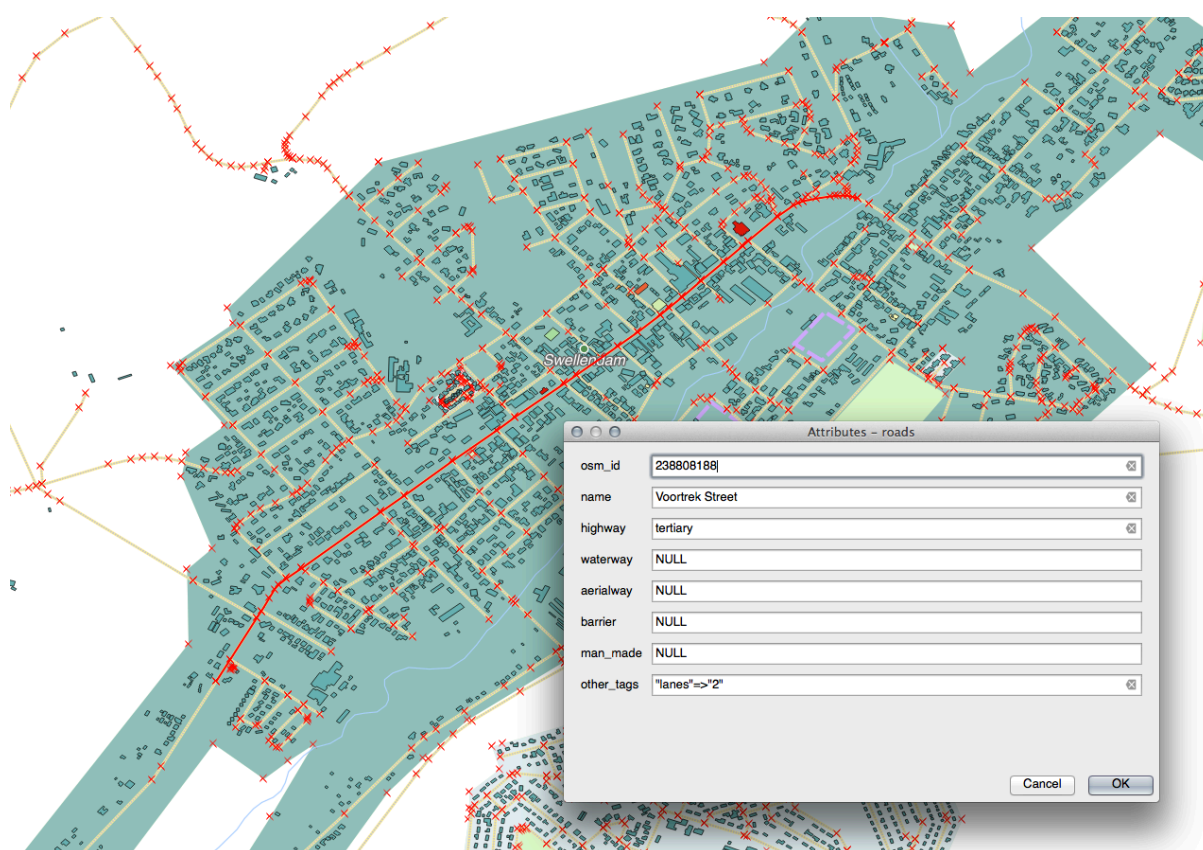 Swellendam
Attributes – roads
osm_id 238808188
name Voortrek Street
highway tertiary
waterway NULL
aerialway NULL
barrier NULL
man_made NULL
other_tags "lanes"=>"2"
Cancel OK